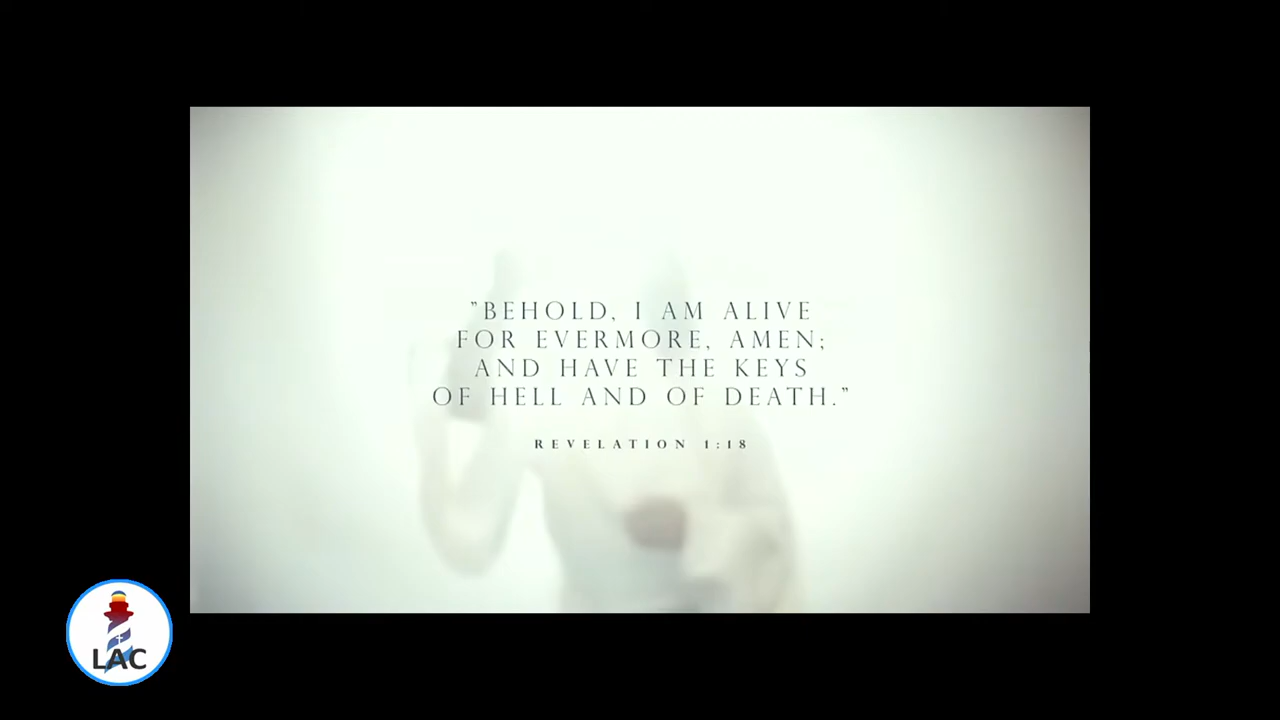 "BEHOLD, I AM ALIVE
FOR EVERMORE, AMEN;
AND HAVE THE KEYS
OF HELL AND OF DEATH."
REVELATION 1:18
LAC